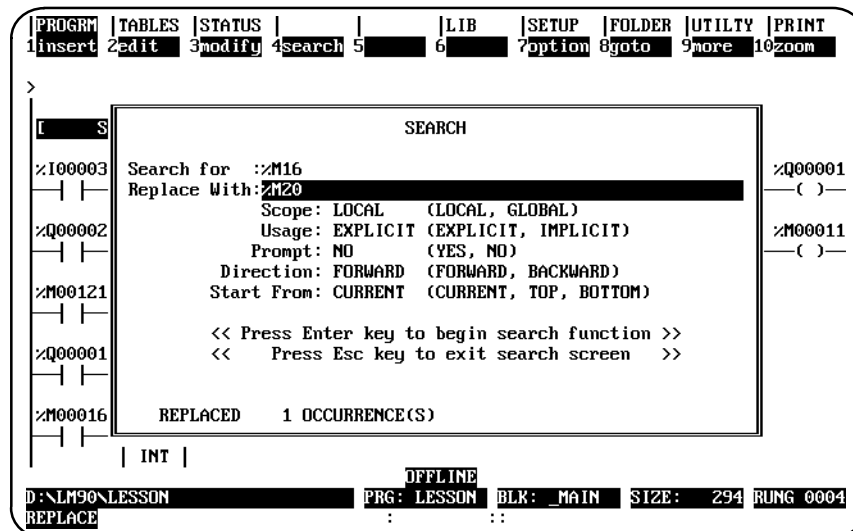 PROGRM |TABLES |STATUS | | |LIB |SETUP |FOLDER |UTILTY |PRINT
1insert 2edit 3modify 4search 5 6 7option 8goto 9more 10zoom
>
[ S
SEARCH
%I00003 Search for :%M16 %Q00001
Replace With:%M20
Scope: LOCAL (LOCAL, GLOBAL)
%Q00002 Usage: EXPLICIT (EXPLICIT, IMPLICIT) %M00011
Prompt: NO (YES, NO)
Direction: FORWARD (FORWARD, BACKWARD)
%M00121 Start From: CURRENT (CURRENT, TOP, BOTTOM)
<< Press Enter key to begin search function >>
%Q00001 << Press Esc key to exit search screen >>
%M00016 REPLACED 1 OCCURRENCE(S)
| INT |
OFFLINE
D:\LM90\LESSON PRG: LESSON BLK: _MAIN SIZE: 294 RUNG 0004
REPLACE : ::